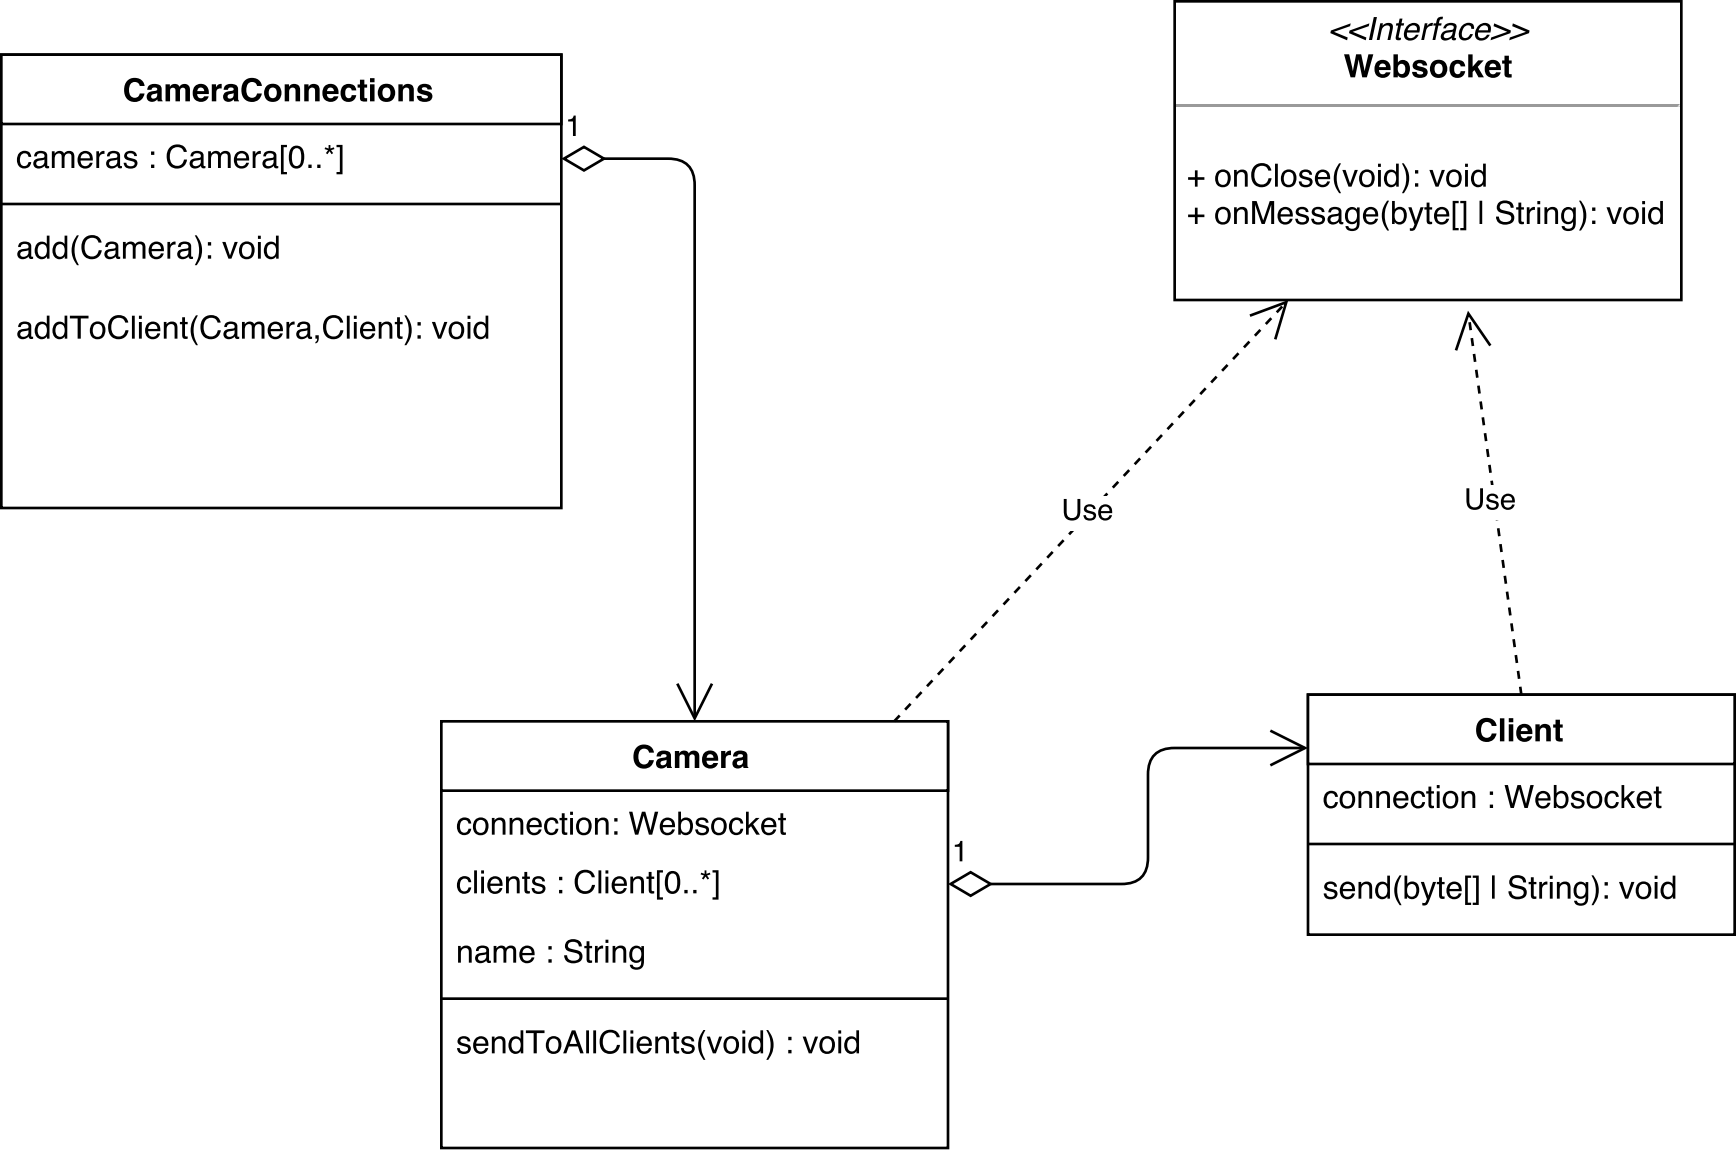 CameraConnections
cameras : Camera[0..*]
add(Camera): void
addToClient(Camera,Client): void
1
<<Interface>>
Websocket
+ onClose(void): void
+ onMessage(byte[] | String): void
Use
Use
Camera
connection: Websocket
clients : Client[0..*]
name : String
sendToAllClients(void) : void
1
Client
connection : Websocket
send(byte[] | String): void